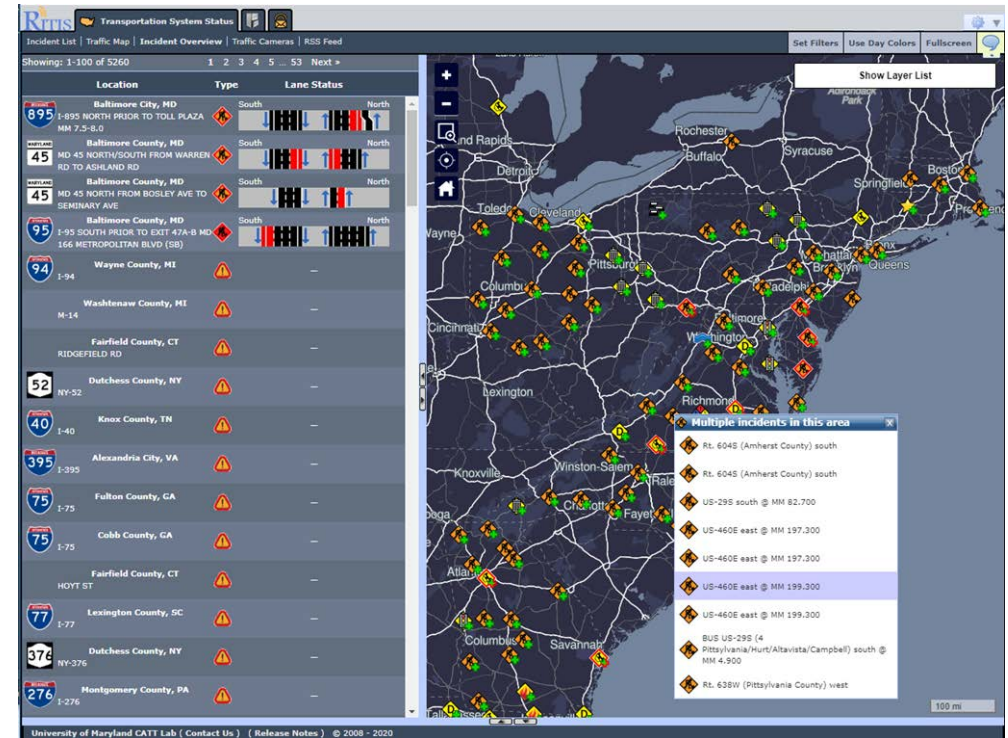 RITIS Transportation System Status
Incident List | Traffic Map | Incident Overview | Traffic Cameras | RSS Feed
Set Filters Use Day Colors Fullscreen
Showing: 1-100 of 5260 1 2 3 4 5 ... 53 Next »
Location Type Lane Status
895
Baltimore City, MD
I-895 NORTH PRIOR TO TOLL PLAZA
MM 7.5-8.0
South North
MARYLAND
45
Baltimore County, MD
MD 45 NORTH/SOUTH FROM WARREN
RD TO ASHLAND RD
South North
MARYLAND
45
Baltimore County, MD
MD 45 NORTH FROM BOSLEY AVE TO
SEMINARY AVE
South North
95
Baltimore County, MD
I-95 SOUTH PRIOR TO EXIT 47A-B MD
166 METROPOLITAN BLVD (SB)
South North
94
Wayne County, MI
I-94
–
Washtenaw County, MI
M-14
–
Fairfield County, CT
RIDGEFIELD RD
–
52
Dutchess County, NY
NY-52
–
40
Knox County, TN
I-40
–
395
Alexandria City, VA
I-395
–
75
Fulton County, GA
I-75
–
75
Cobb County, GA
I-75
–
Fairfield County, CT
HOYT ST
–
77
Lexington County, SC
I-77
–
376
Dutchess County, NY
NY-376
–
276
Montgomery County, PA
I-276
–
Show Layer List
Adirondack
Park
+
-
nd Rapids
Rochester
Buffalo
Syracuse
Detroit
Springfield
Boston
Toledo
Cleveland
Wayne
Bronx
Queens
Pittsburg
Columbu
Cincinnati
Washington
Lexington
Richmond
Knoxville
Winston-Salem
Rale
Charlott
Fayet
Atlan
Columbus
Savannah
Multiple incidents in this area x
Rt. 604S (Amherst County) south
Rt. 604S (Amherst County) south
US-29S south @ MM 82.700
US-460E east @ MM 197.300
US-460E east @ MM 197.300
US-460E east @ MM 199.300
US-460E east @ MM 199.300
BUS US-29S (4
Pittsylvania/Hurt/Altavista/Campbell) south @
MM 4.900
Rt. 638W (Pittsylvania County) west
100 mi
University of Maryland CATT Lab ( Contact Us ) ( Release Notes ) © 2008 - 2020